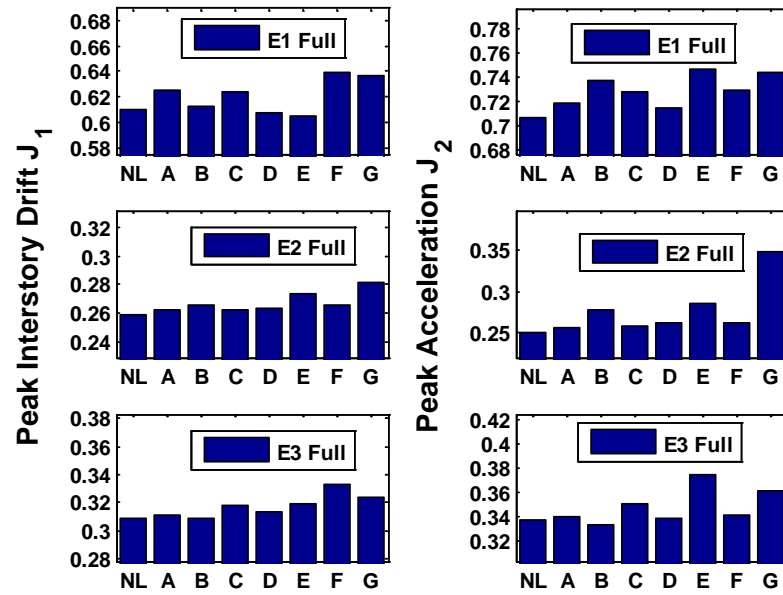 Peak Interstory Drift J1
0.68
0.66
0.64
0.62
0.6
0.58
E1 Full
NL A B C D E F G
0.32
0.3
0.28
0.26
0.24
E2 Full
NL A B C D E F G
0.38
0.36
0.34
0.32
0.3
0.28
E3 Full
NL A B C D E F G
Peak Acceleration J2
0.78
0.76
0.74
0.72
0.7
0.68
E1 Full
NL A B C D E F G
0.35
0.3
0.25
E2 Full
NL A B C D E F G
0.42
0.4
0.38
0.36
0.34
0.32
E3 Full
NL A B C D E F G